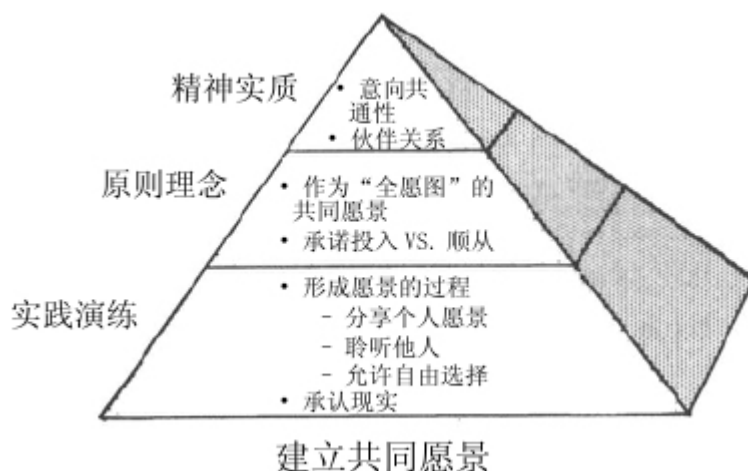 精神实质
• 意向共
通性
• 伙伴关系
原则理念
• 作为“全愿图”的
共同愿景
• 承诺投入 VS. 顺从
实践演练
• 形成愿景的过程
- 分享个人愿景
- 聆听他人
- 允许自由选择
• 承认现实
建立共同愿景